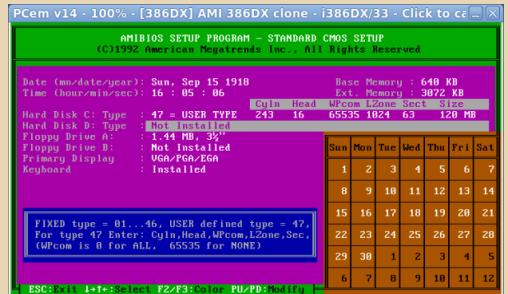 PCem v14 - 100% - [386DX] AMI 386DX clone - i386DX/33 - Click to ca
AMIBIOS SETUP PROGRAM - STANDARD CMOS SETUP
(C)1992 American Megatrends Inc., All Rights Reserved
Date (mn/date/year): Sun, Sep 15 1918 Base Memory : 640 KB
Time (hour/min/sec): 16 : 05 : 06 Ext. Memory : 3072 KB
Cyln Head WPcom LZone Sect Size
Hard Disk C: Type : 47 = USER TYPE 243 16 65535 1024 63 120 MB
Hard Disk D: Type : Not Installed
Floppy Drive A: : 1.44 MB, 3½"
Floppy Drive B: : Not Installed
Primary Display : VGA/PGA/EGA
Keyboard : Installed
Sun Mon Tue Wed Thu Fri Sat
1 2 3 4 5 6 7
8 9 10 11 12 13 14
15 16 17 18 19 20 21
22 23 24 25 26 27 28
29 30 1 2 3 4 5
6 7 8 9 10 11 12
FIXED type = 01...46, USER defined type = 47,
For type 47 Enter: Cyln,Head,WPcom,LZone,Sec,
(WPcom is 0 for ALL, 65535 for NONE)
ESC:Exit ↓→↑←:Select F2/F3:Color PU/PD:Modify